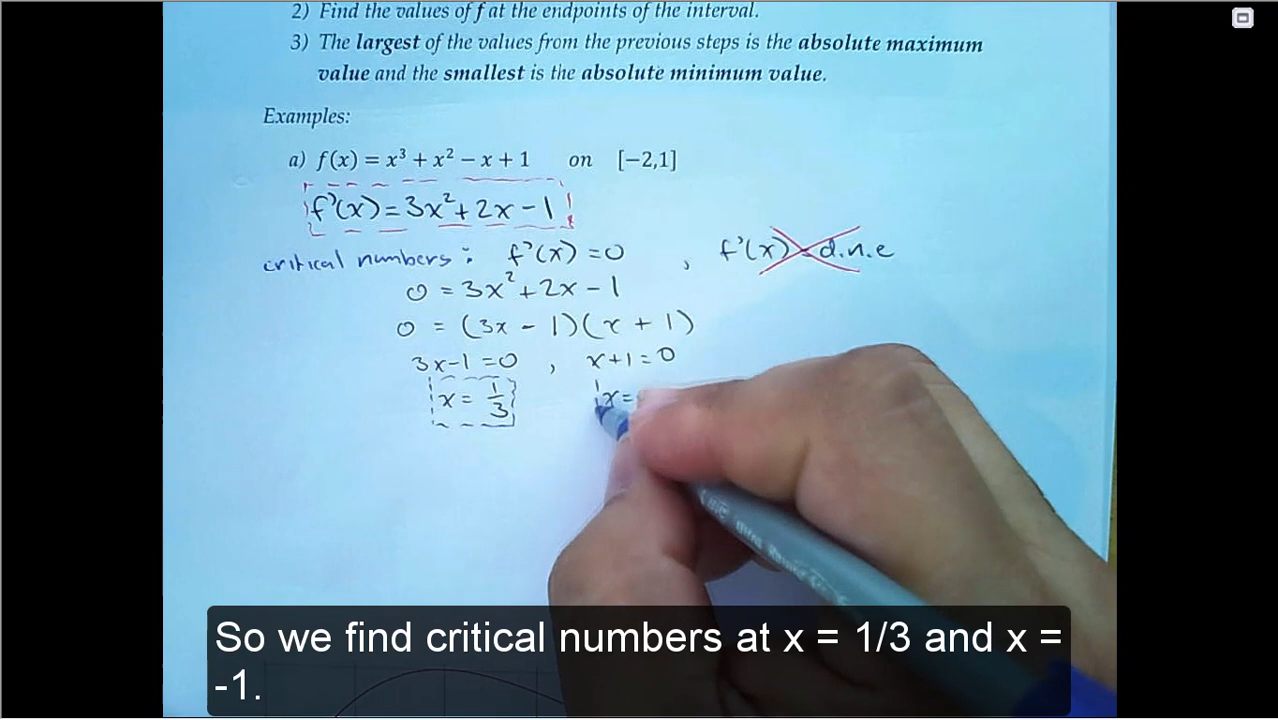 2) Find the values of f at the endpoints of the interval.
3) The largest of the values from the previous steps is the absolute maximum
value and the smallest is the absolute minimum value.
Examples:
a) f(x) = x³ + x² − x + 1 on [−2,1]
f'(x) = 3x² + 2x − 1
critical numbers : f'(x) = 0 , f'(x) = d.n.e
0 = 3x² + 2x − 1
0 = (3x − 1)(x + 1)
3x−1 = 0 , x+1 = 0
x = 1/3 x =
So we find critical numbers at x = 1/3 and x =
-1.